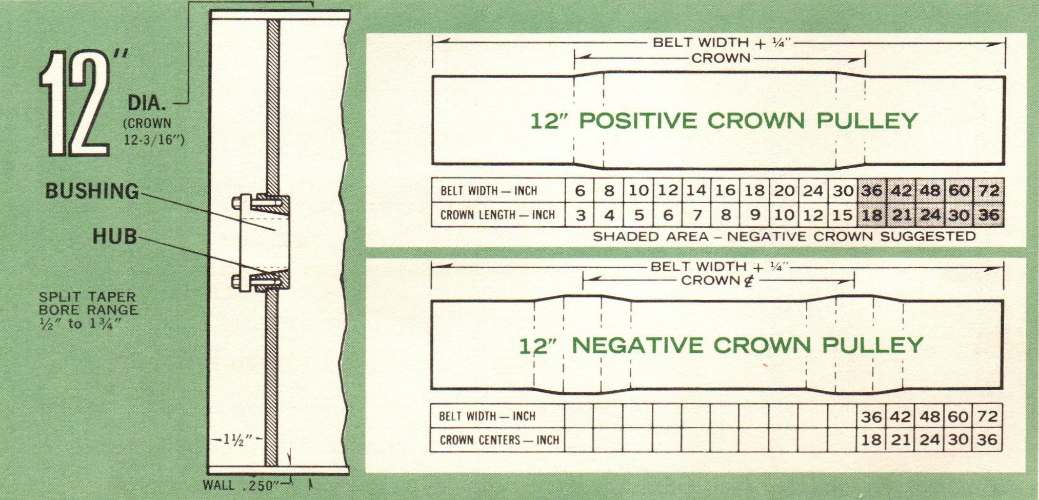 12"
DIA.
(CROWN
12-3/16")
BUSHING
HUB
SPLIT TAPER
BORE RANGE
½" to 1¾"
1½"
WALL .250"
BELT WIDTH + ¼"
CROWN
12" POSITIVE CROWN PULLEY
BELT WIDTH — INCH 6 8 10 12 14 16 18 20 24 30 36 42 48 60 72
CROWN LENGTH — INCH 3 4 5 6 7 8 9 10 12 15 18 21 24 30 36
SHADED AREA – NEGATIVE CROWN SUGGESTED
BELT WIDTH + ¼"
CROWN ℄
12" NEGATIVE CROWN PULLEY
BELT WIDTH — INCH 36 42 48 60 72
CROWN CENTERS — INCH 18 21 24 30 36